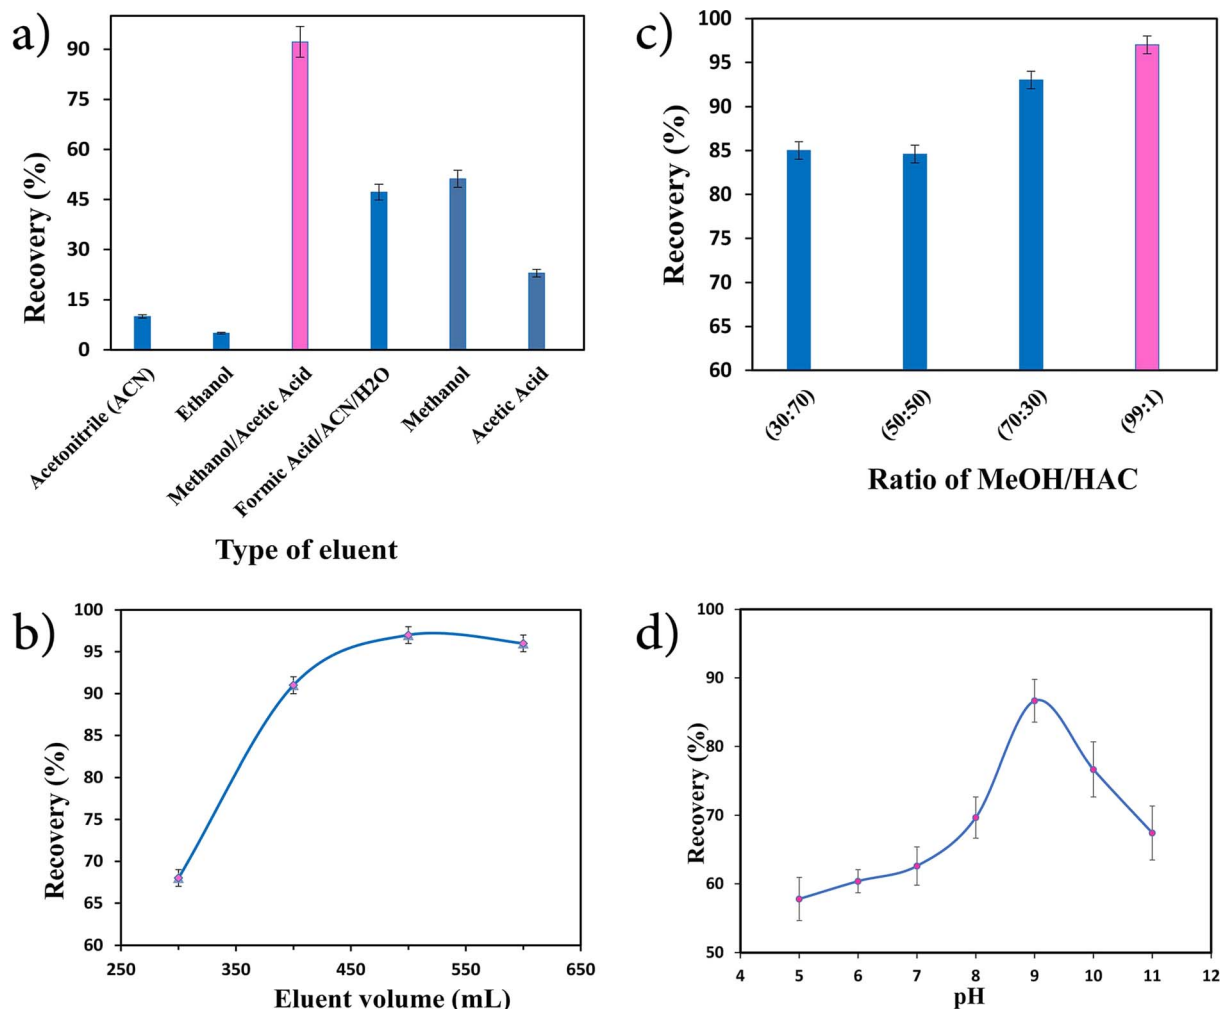 a)
Recovery (%)
90
75
60
45
30
15
0
Acetonitrile (ACN)
Ethanol
Methanol/Acetic Acid
Formic Acid/ACN/H2O
Methanol
Acetic Acid
Type of eluent
c)
Recovery (%)
100
95
90
85
80
75
70
65
60
(30:70)
(50:50)
(70:30)
(99:1)
Ratio of MeOH/HAC
b)
Recovery (%)
100
95
90
85
80
75
70
65
60
250
350
450
550
650
Eluent volume (mL)
d)
Recovery (%)
100
90
80
70
60
50
4
5
6
7
8
9
10
11
12
pH